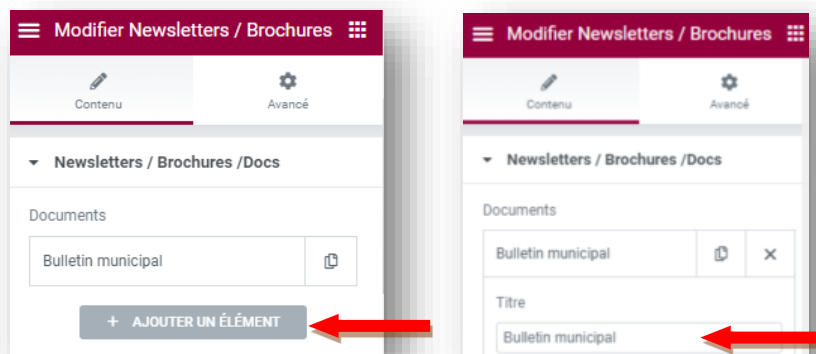 Modifier Newsletters / Brochures
Contenu
Avancé
Newsletters / Brochures /Docs
Documents
Bulletin municipal
+ AJOUTER UN ÉLÉMENT
Modifier Newsletters / Brochures
Contenu
Avancé
Newsletters / Brochures /Docs
Documents
Bulletin municipal
Titre
Bulletin municipal